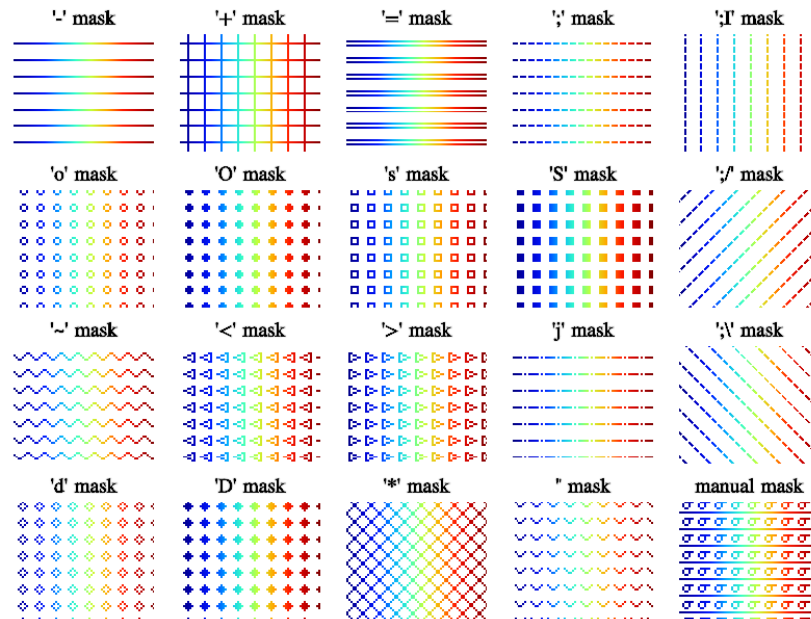 '-' mask '+' mask '=' mask ';' mask ';I' mask
'o' mask 'O' mask 's' mask 'S' mask ';/' mask
'~' mask '<' mask '>' mask 'j' mask ';\' mask
'd' mask 'D' mask '*' mask '' mask manual mask
σ σ σ σ σ σ σ σ
σ σ σ σ σ σ σ σ
σ σ σ σ σ σ σ σ
σ σ σ σ σ σ σ σ
σ σ σ σ σ σ σ σ
σ σ σ σ σ σ σ σ